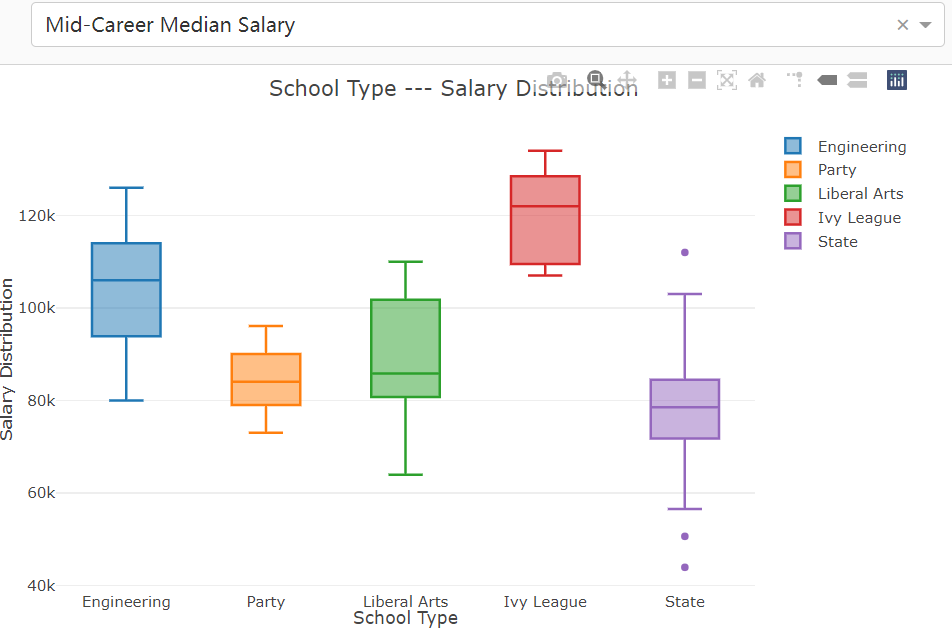 Mid-Career Median Salary
School Type --- Salary Distribution
Engineering
Party
Liberal Arts
Ivy League
State
Salary Distribution
120k
100k
80k
60k
40k
Engineering Party Liberal Arts Ivy League State
School Type